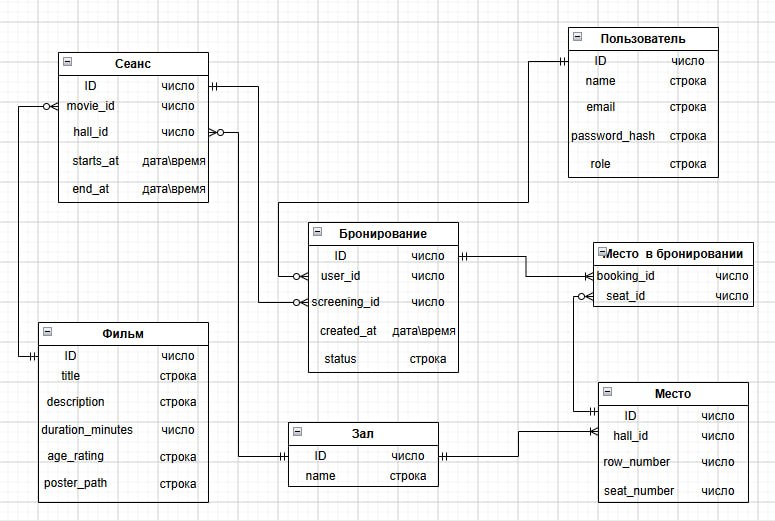 Пользователь
ID число
name строка
email строка
password_hash строка
role строка
Сеанс
ID число
movie_id число
hall_id число
starts_at дата\время
end_at дата\время
Бронирование
ID число
user_id число
screening_id число
created_at дата\время
status строка
Место в бронировании
booking_id число
seat_id число
Фильм
ID число
title строка
description строка
duration_minutes число
age_rating строка
poster_path строка
Зал
ID число
name строка
Место
ID число
hall_id число
row_number число
seat_number число